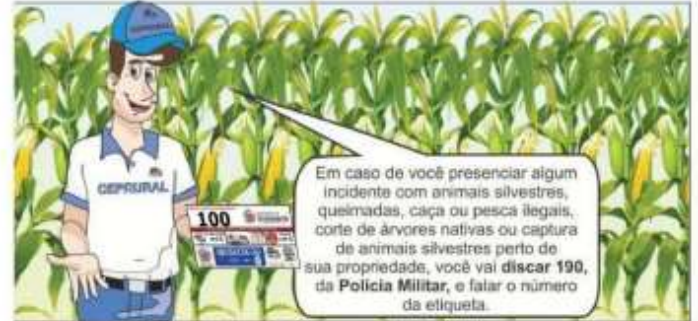 CEPRURAL
100
Em caso de você presenciar algum
incidente com animais silvestres,
queimadas, caça ou pesca ilegais,
corte de árvores nativas ou captura
de animais silvestres perto de
sua propriedade, você vai discar 190,
da Polícia Militar, e falar o número
da etiqueta.